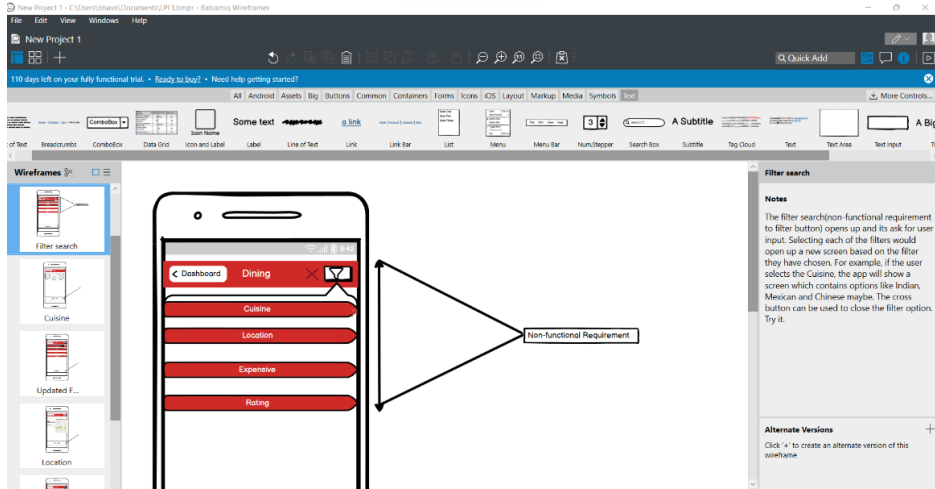 New Project 1 - C:\Users\bhavn\Documents\LPF1.bmpr - Balsamiq Wireframes
File Edit View Windows Help
New Project 1
Quick Add
110 days left on your fully functional trial. • Ready to buy? • Need help getting started?
All Android Assets Big Buttons Common Containers Forms Icons iOS Layout Markup Media Symbols Text
More Controls...
ComboBox
Icon Name
Some text
a link
3
A Subtitle
A Big
of Text Breadcrumbs ComboBox Data Grid Icon and Label Label Line of Text Link Link Bar List Menu Menu Bar Num.Stepper Search Box Subtitle Tag Cloud Text Text Area Text Input
Wireframes
Filter search
Cuisine
Updated F...
Location
9:42
Dashboard
Dining
Cuisine
Location
Expensive
Rating
Non-functional Requirement
Filter search
Notes
The filter search(non-functional requirement
to filter button) opens up and its ask for user
input. Selecting each of the filters would
open up a new screen based on the filter
they have chosen. For example, if the user
selects the Cuisine, the app will show a
screen which contains options like Indian,
Mexican and Chinese maybe. The cross
button can be used to close the filter option.
Try it.
Alternate Versions
Click '+' to create an alternate version of this
wireframe